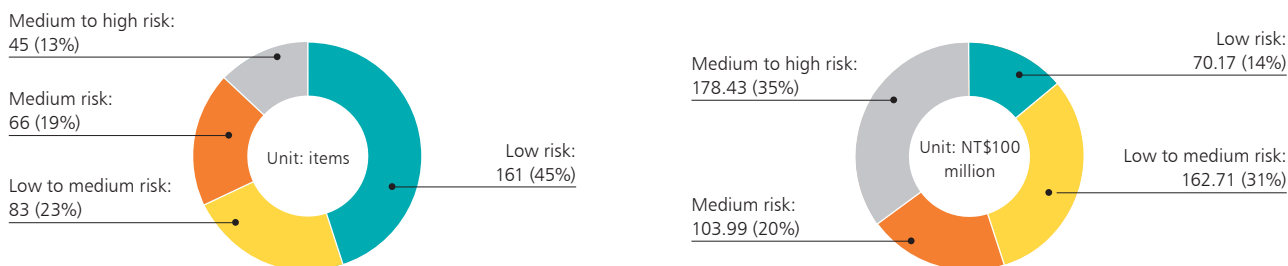 Medium to high risk:
45 (13%)
Medium risk:
66 (19%)
Low to medium risk:
83 (23%)
Unit: items
Low risk:
161 (45%)
Medium to high risk:
178.43 (35%)
Medium risk:
103.99 (20%)
Unit: NT$100
million
Low risk:
70.17 (14%)
Low to medium risk:
162.71 (31%)